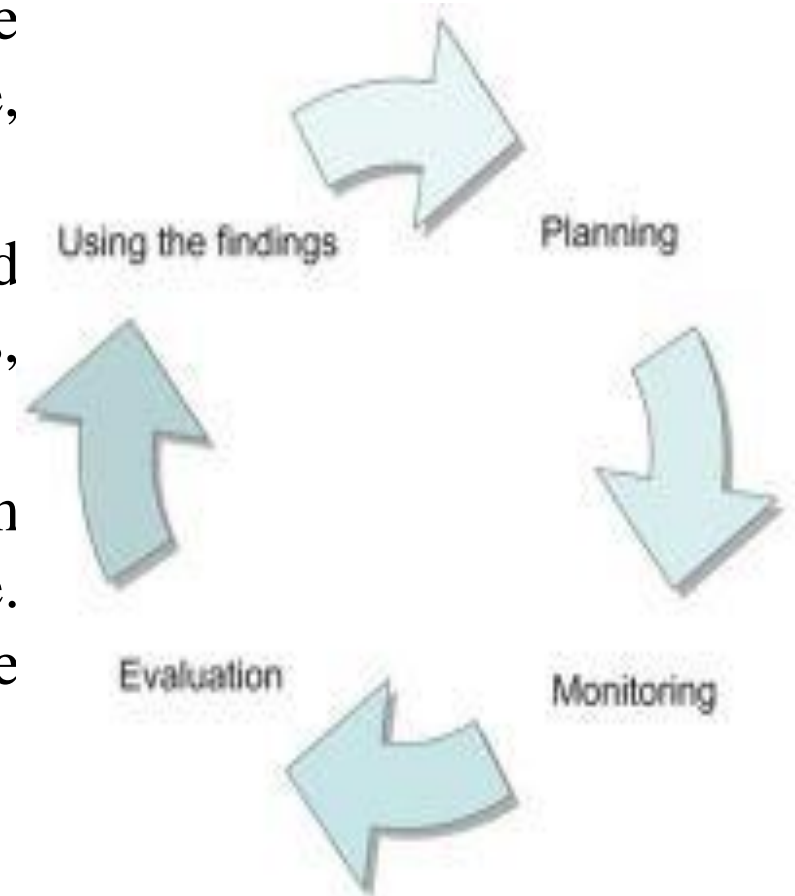 e
,
Using the findings
Planning
d
,
n
.
e
Evaluation
Monitoring